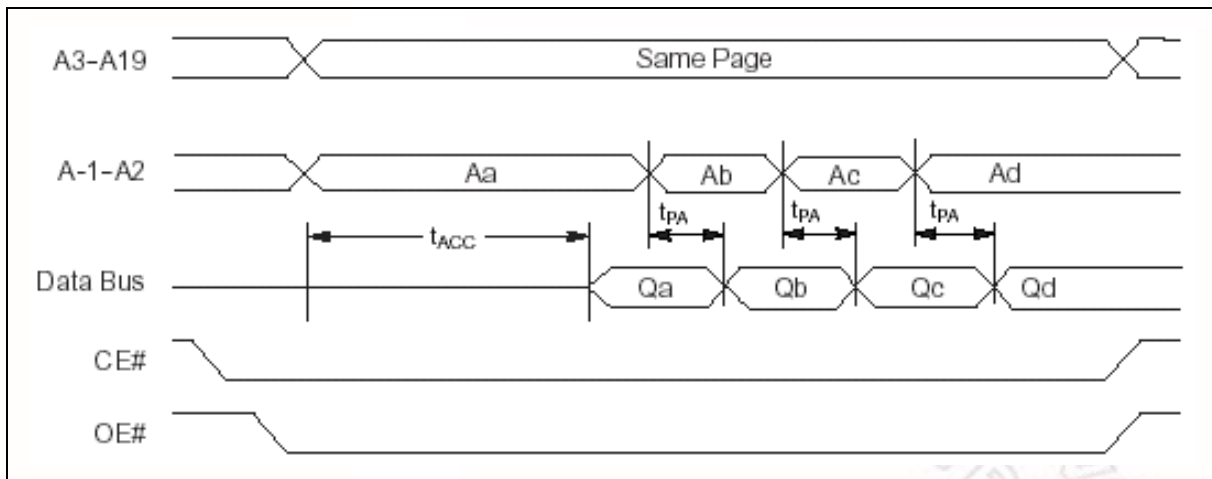 A3-A19 Same Page
A-1-A2 Aa Ab Ac Ad
tACC tPA tPA tPA
Data Bus Qa Qb Qc Qd
CE#
OE#